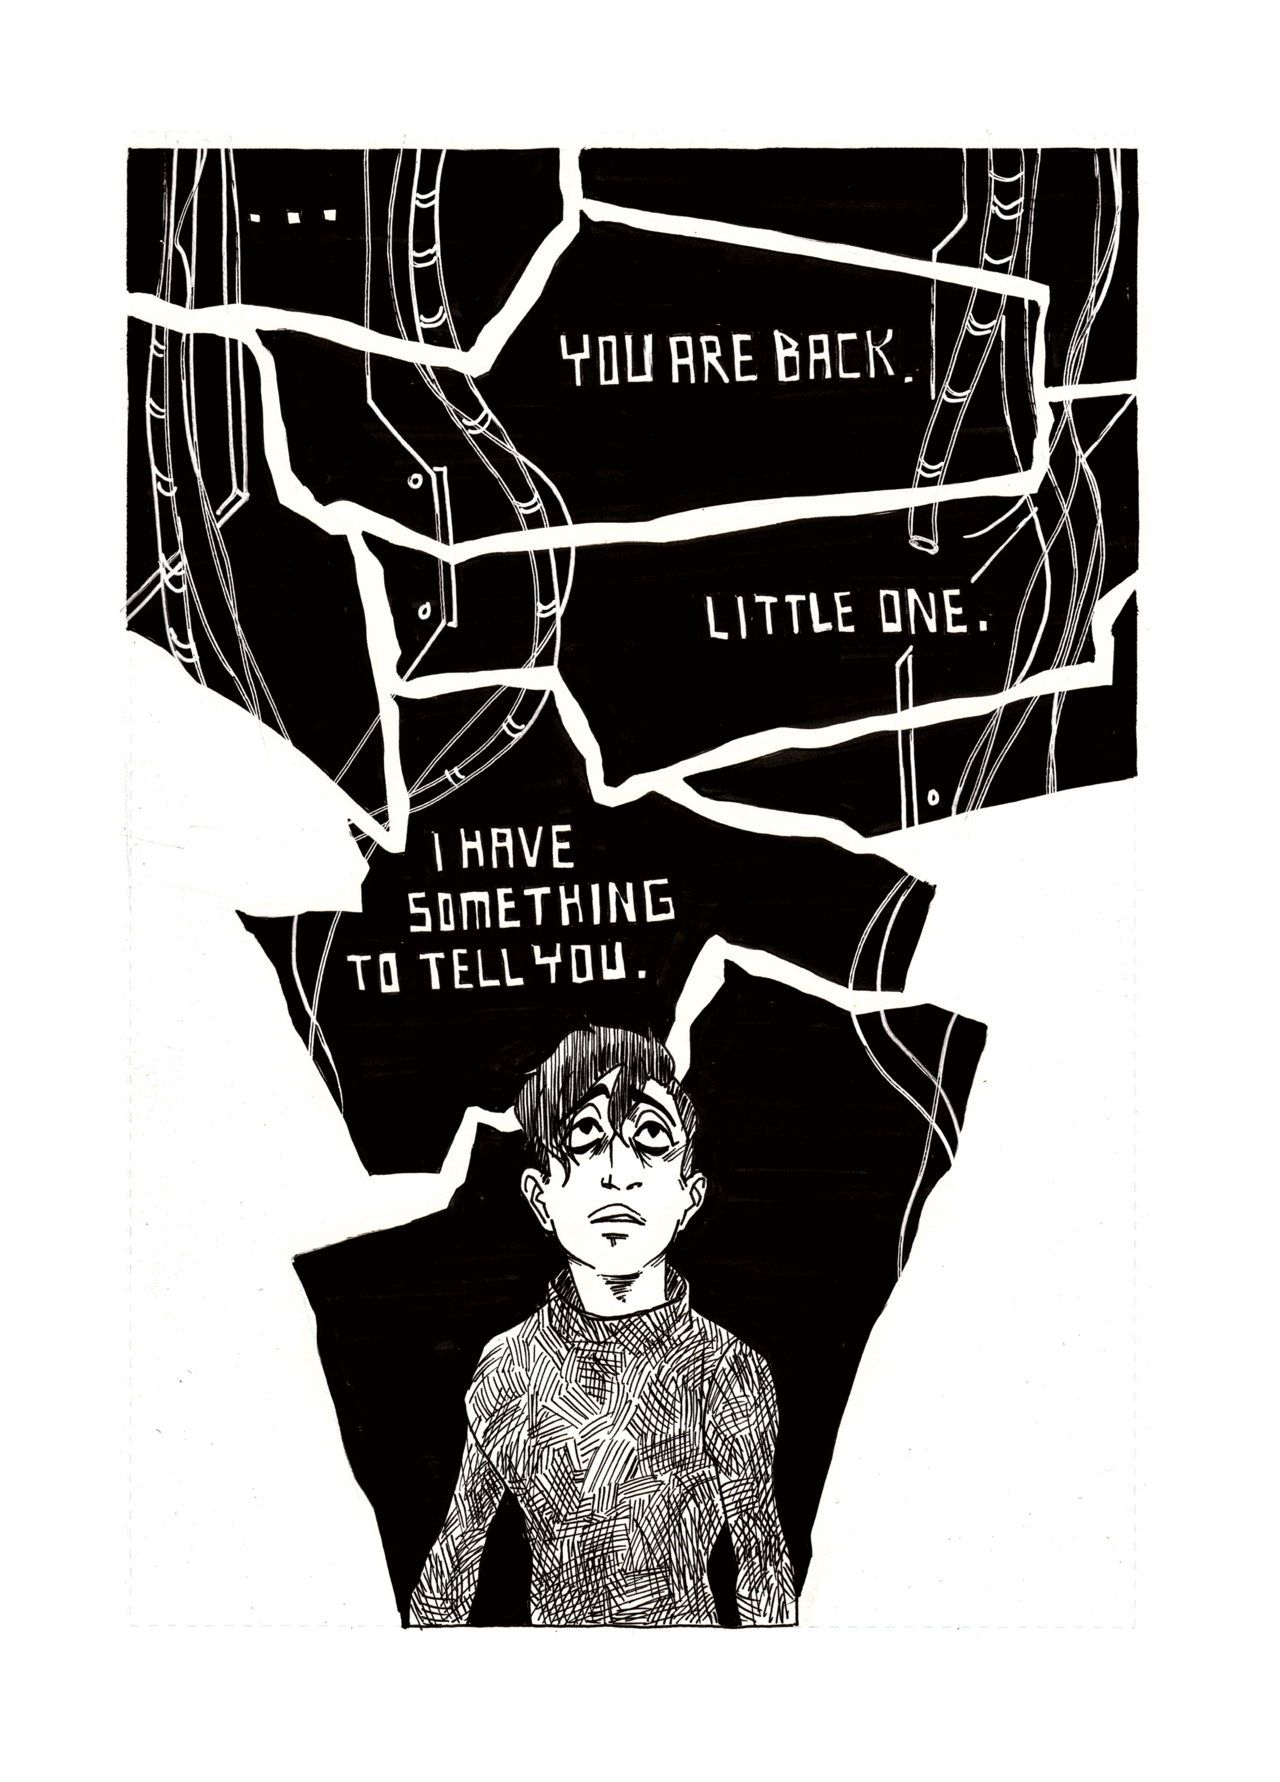 ...
YOU ARE BACK.
LITTLE ONE.
I HAVE
SOMETHING
TO TELL YOU.